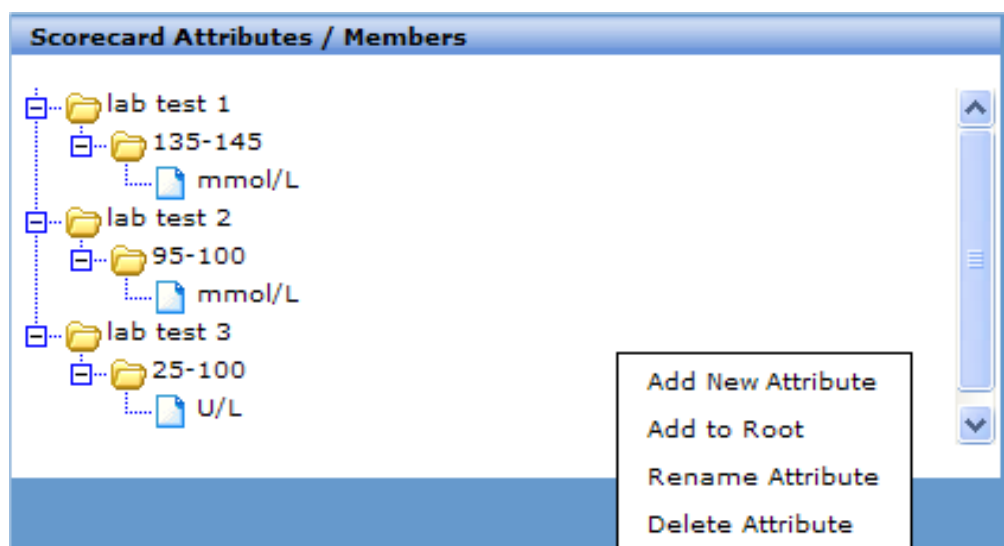 Scorecard Attributes / Members
lab test 1
135-145
mmol/L
lab test 2
95-100
mmol/L
lab test 3
25-100
U/L
Add New Attribute
Add to Root
Rename Attribute
Delete Attribute